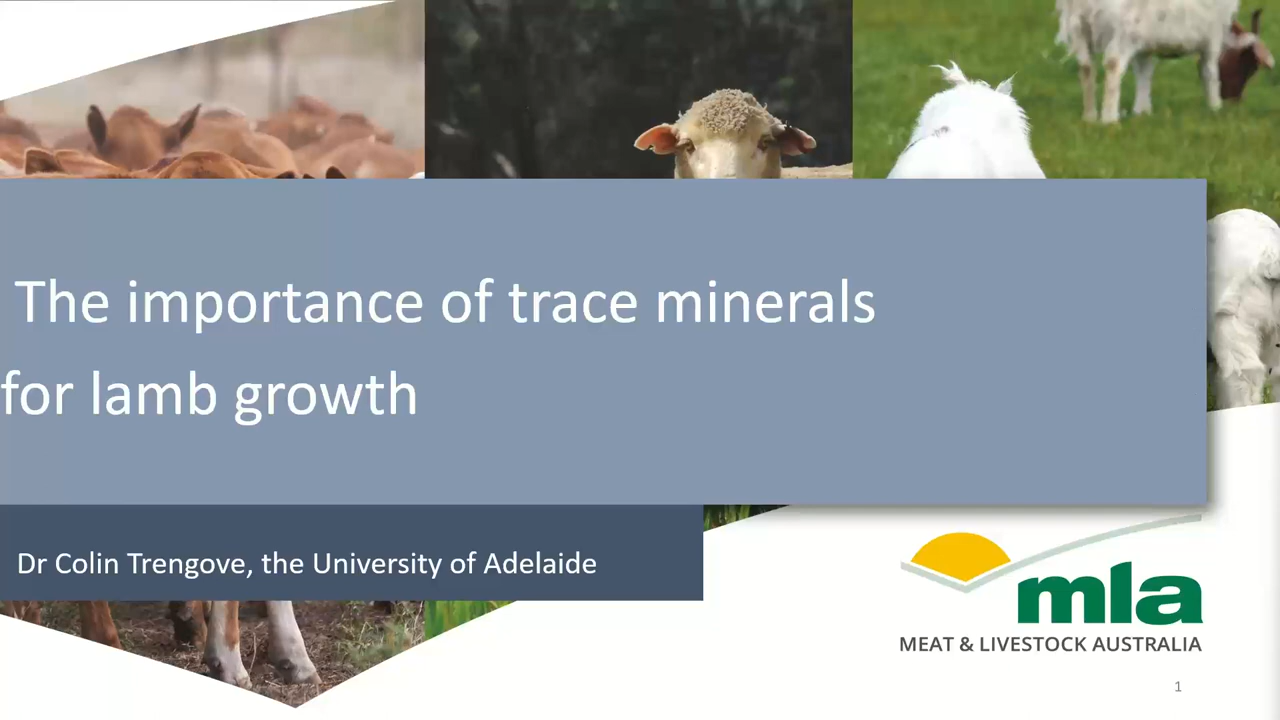 The importance of trace minerals
for lamb growth
Dr Colin Trengove, the University of Adelaide
mla
MEAT & LIVESTOCK AUSTRALIA
1